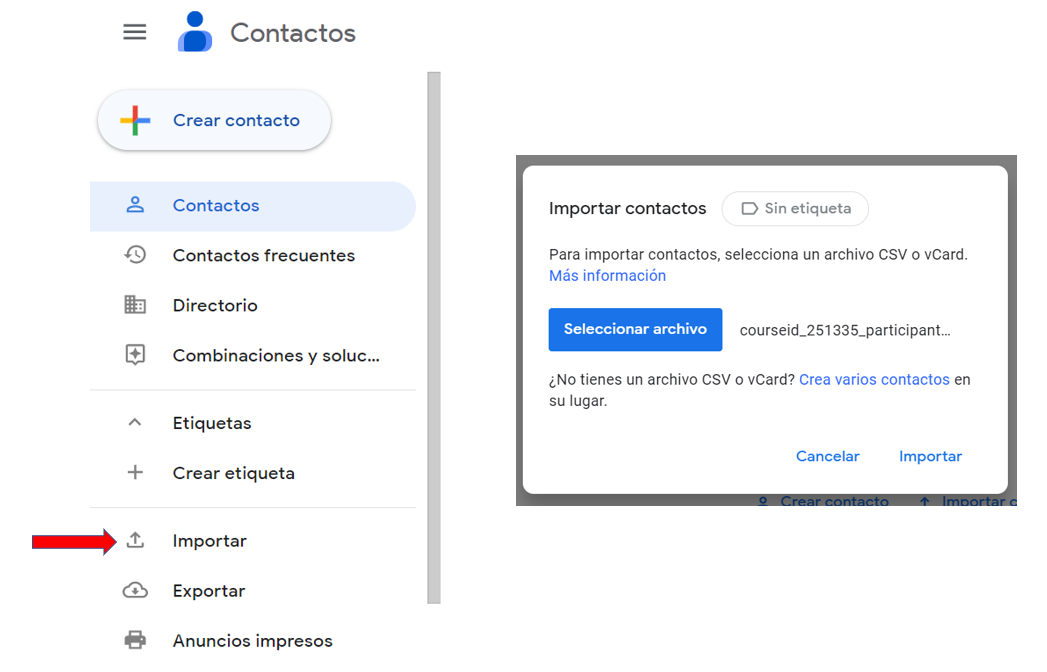 Contactos
Crear contacto
Contactos
Contactos frecuentes
Directorio
Combinaciones y soluc...
Etiquetas
Crear etiqueta
Importar
Exportar
Anuncios impresos
Importar contactos
Sin etiqueta
Para importar contactos, selecciona un archivo CSV o vCard.
Más información
Seleccionar archivo
courseid_251335_participant...
¿No tienes un archivo CSV o vCard? Crea varios contactos en
su lugar.
Cancelar
Importar
Crear contacto
Importar c